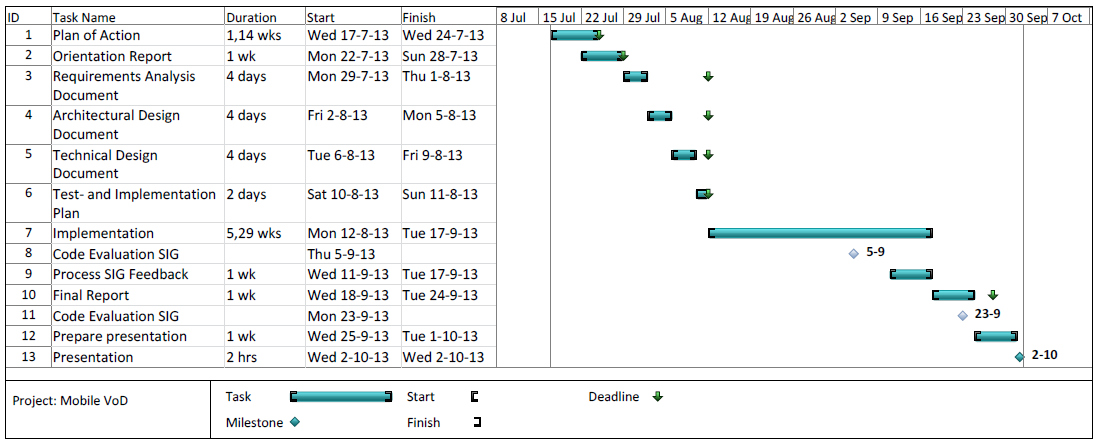 ID Task Name Duration Start Finish 8 Jul 15 Jul 22 Jul 29 Jul 5 Aug 12 Aug 19 Aug 26 Aug 2 Sep 9 Sep 16 Sep 23 Sep 30 Sep 7 Oct
1 Plan of Action 1,14 wks Wed 17-7-13 Wed 24-7-13
2 Orientation Report 1 wk Mon 22-7-13 Sun 28-7-13
3 Requirements Analysis 4 days Mon 29-7-13 Thu 1-8-13
Document
4 Architectural Design 4 days Fri 2-8-13 Mon 5-8-13
Document
5 Technical Design 4 days Tue 6-8-13 Fri 9-8-13
Document
6 Test- and Implementation 2 days Sat 10-8-13 Sun 11-8-13
Plan
7 Implementation 5,29 wks Mon 12-8-13 Tue 17-9-13
8 Code Evaluation SIG Thu 5-9-13 5-9
9 Process SIG Feedback 1 wk Wed 11-9-13 Tue 17-9-13
10 Final Report 1 wk Wed 18-9-13 Tue 24-9-13
11 Code Evaluation SIG Mon 23-9-13 23-9
12 Prepare presentation 1 wk Wed 25-9-13 Tue 1-10-13
13 Presentation 2 hrs Wed 2-10-13 Wed 2-10-13 2-10
Project: Mobile VoD
Task Start Deadline
Milestone Finish